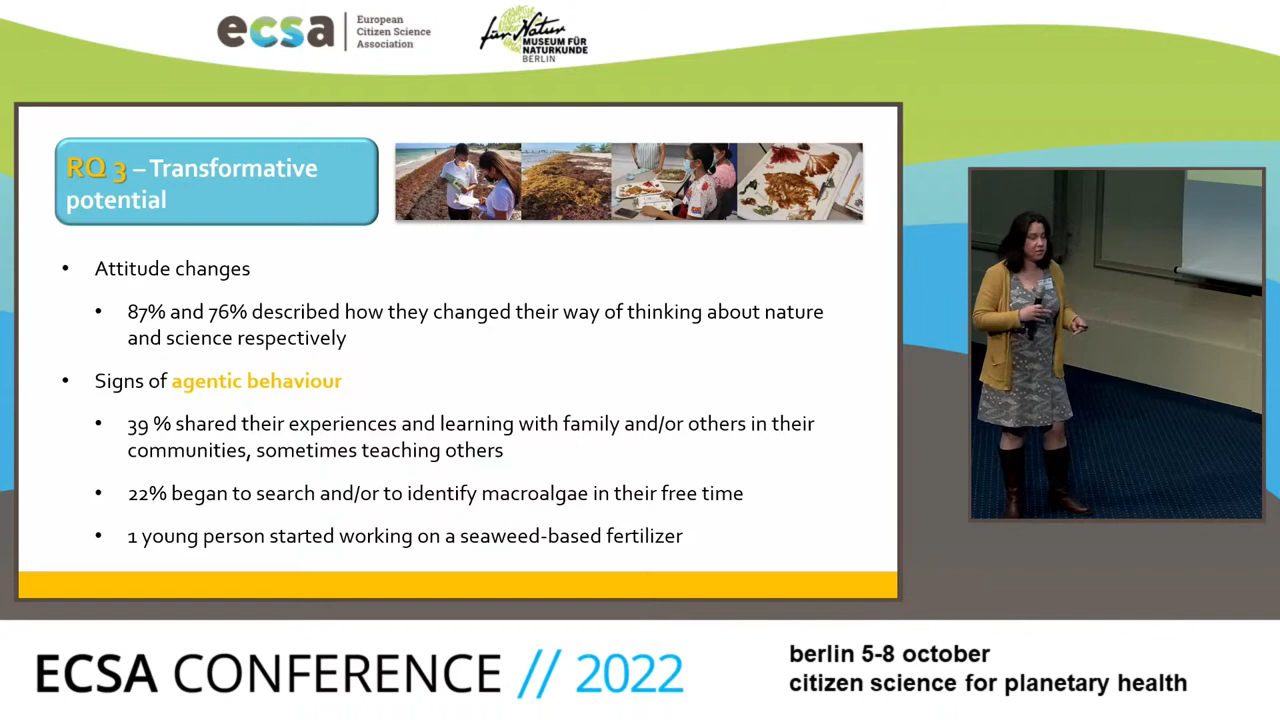 ecsa
European
Citizen Science
Association
für Natur
MUSEUM FÜR
NATURKUNDE
BERLIN
RQ 3 – Transformative
potential
• Attitude changes
• 87% and 76% described how they changed their way of thinking about nature
and science respectively
• Signs of agentic behaviour
• 39 % shared their experiences and learning with family and/or others in their
communities, sometimes teaching others
• 22% began to search and/or to identify macroalgae in their free time
• 1 young person started working on a seaweed-based fertilizer
ECSA CONFERENCE // 2022
berlin 5-8 october
citizen science for planetary health